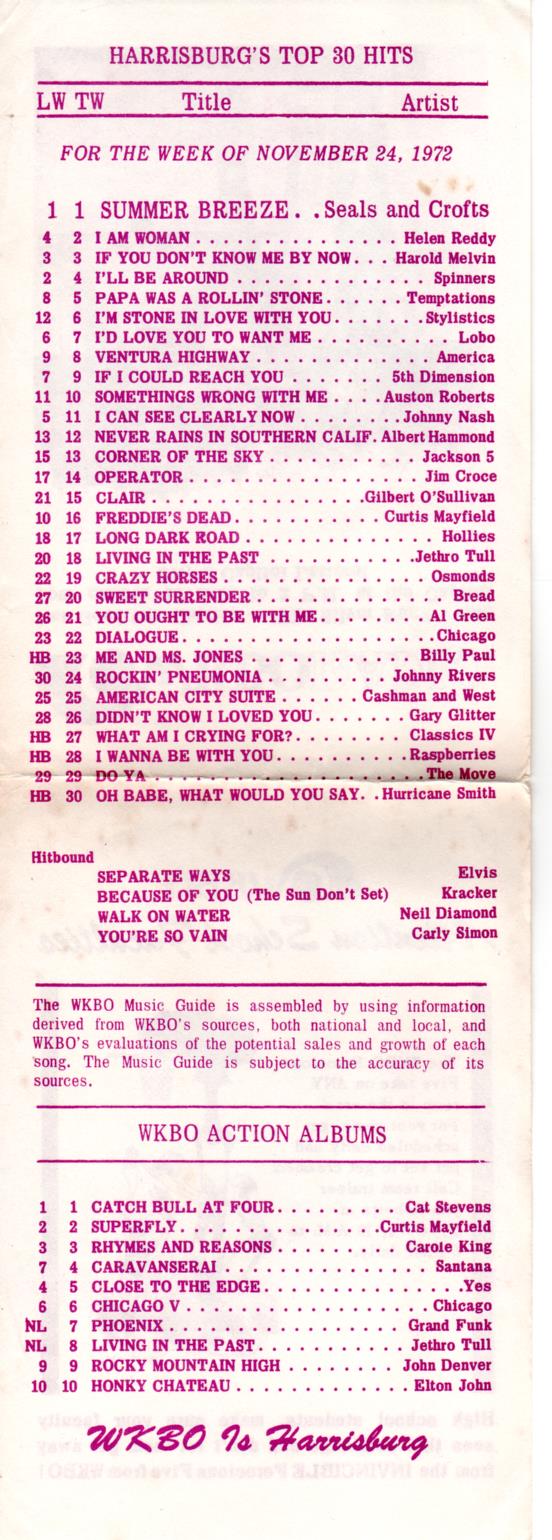 HARRISBURG'S TOP 30 HITS
LW TW Title Artist
FOR THE WEEK OF NOVEMBER 24, 1972
1 1 SUMMER BREEZE. . .Seals and Crofts
4 2 I AM WOMAN . . . . . . . . . . . . . . . . Helen Reddy
3 3 IF YOU DON'T KNOW ME BY NOW. . . Harold Melvin
2 4 I'LL BE AROUND . . . . . . . . . . . . . . . Spinners
8 5 PAPA WAS A ROLLIN' STONE. . . . . . Temptations
12 6 I'M STONE IN LOVE WITH YOU. . . . . . .Stylistics
6 7 I'D LOVE YOU TO WANT ME . . . . . . . . . . Lobo
9 8 VENTURA HIGHWAY . . . . . . . . . . . . . America
7 9 IF I COULD REACH YOU . . . . . . . 5th Dimension
11 10 SOMETHINGS WRONG WITH ME . . . . Auston Roberts
5 11 I CAN SEE CLEARLY NOW . . . . . . . .Johnny Nash
13 12 NEVER RAINS IN SOUTHERN CALIF. Albert Hammond
15 13 CORNER OF THE SKY . . . . . . . . . . . Jackson 5
17 14 OPERATOR . . . . . . . . . . . . . . . . . Jim Croce
21 15 CLAIR . . . . . . . . . . . . . . . .Gilbert O'Sullivan
10 16 FREDDIE'S DEAD. . . . . . . . . . . Curtis Mayfield
18 17 LONG DARK ROAD . . . . . . . . . . . . . . Hollies
20 18 LIVING IN THE PAST . . . . . . . . . . .Jethro Tull
22 19 CRAZY HORSES . . . . . . . . . . . . . . . Osmonds
27 20 SWEET SURRENDER . . . . . . . . . . . . . Bread
26 21 YOU OUGHT TO BE WITH ME. . . . . . . . Al Green
23 22 DIALOGUE. . . . . . . . . . . . . . . . . . .Chicago
HB 23 ME AND MS. JONES . . . . . . . . . . . Billy Paul
30 24 ROCKIN' PNEUMONIA . . . . . . . . . Johnny Rivers
25 25 AMERICAN CITY SUITE . . . . . . Cashman and West
28 26 DIDN'T KNOW I LOVED YOU. . . . . . . Gary Glitter
HB 27 WHAT AM I CRYING FOR?. . . . . . . . . Classics IV
HB 28 I WANNA BE WITH YOU. . . . . . . . . . .Raspberries
29 29 DO YA . . . . . . . . . . . . . . . . . . . .The Move
HB 30 OH BABE, WHAT WOULD YOU SAY. . .Hurricane Smith
Hitbound
SEPARATE WAYS Elvis
BECAUSE OF YOU (The Sun Don't Set) Kracker
WALK ON WATER Neil Diamond
YOU'RE SO VAIN Carly Simon
The WKBO Music Guide is assembled by using information
derived from WKBO's sources, both national and local, and
WKBO's evaluations of the potential sales and growth of each
song. The Music Guide is subject to the accuracy of its
sources.
WKBO ACTION ALBUMS
1 1 CATCH BULL AT FOUR. . . . . . . . . Cat Stevens
2 2 SUPERFLY. . . . . . . . . . . . . . .Curtis Mayfield
3 3 RHYMES AND REASONS . . . . . . . . . Carole King
7 4 CARAVANSERAI . . . . . . . . . . . . . . . Santana
4 5 CLOSE TO THE EDGE. . . . . . . . . . . . . . .Yes
6 6 CHICAGO V . . . . . . . . . . . . . . . . . Chicago
NL 7 PHOENIX. . . . . . . . . . . . . . . . . Grand Funk
NL 8 LIVING IN THE PAST. . . . . . . . . . . Jethro Tull
9 9 ROCKY MOUNTAIN HIGH . . . . . . . . John Denver
10 10 HONKY CHATEAU . . . . . . . . . . . . . Elton John
WKBO Is Harrisburg